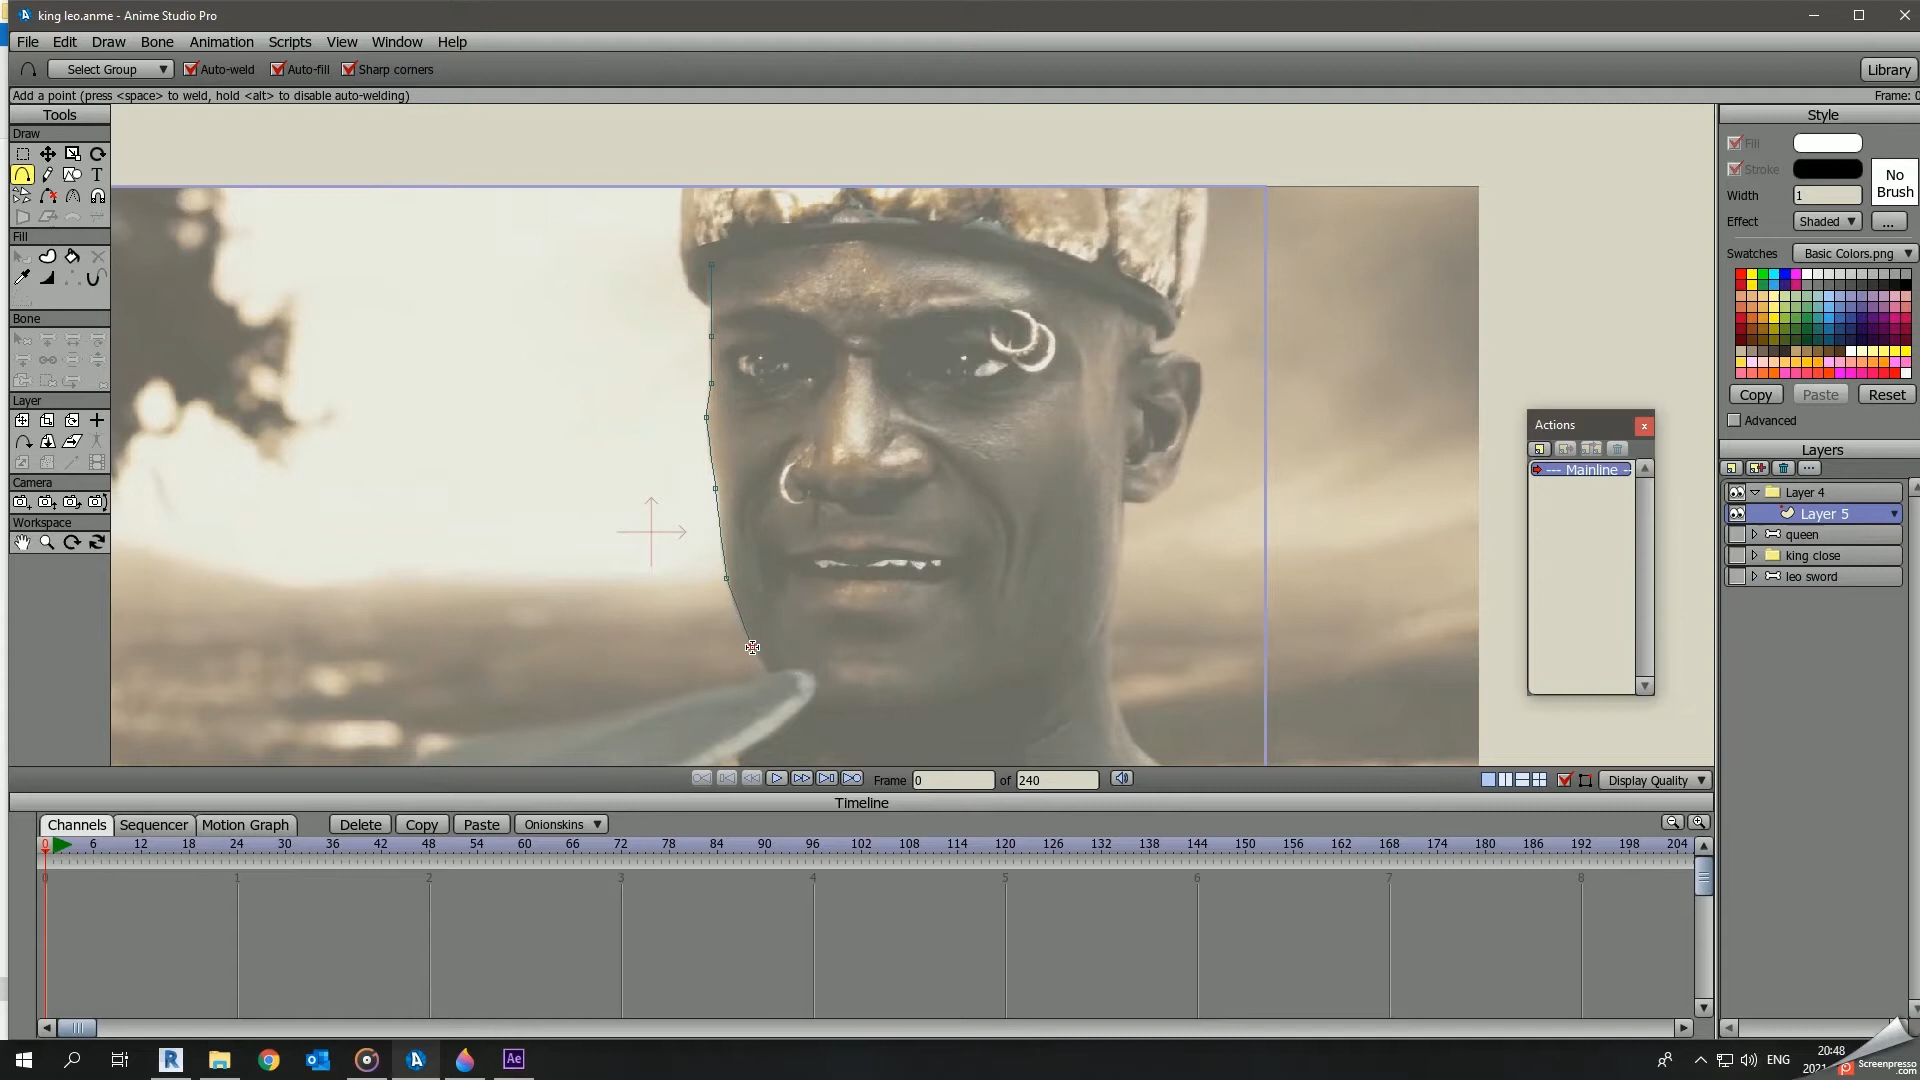 king leo.anme - Anime Studio Pro
File Edit Draw Bone Animation Scripts View Window Help
Select Group Auto-weld Auto-fill Sharp corners Library
Add a point (press <space> to weld, hold <alt> to disable auto-welding) Frame: 0
Tools
Draw
T
Fill
Bone
Layer
Camera
Workspace
Style
Fill
Stroke
No
Brush
Width 1
Effect Shaded ...
Swatches Basic Colors.png
Copy Paste Reset
Advanced
Actions x
--- Mainline --
Layers
...
Layer 4
Layer 5
queen
king close
leo sword
Frame 0 of 240 Display Quality
Timeline
Channels Sequencer Motion Graph Delete Copy Paste Onionskins
0 6 12 18 24 30 36 42 48 54 60 66 72 78 84 90 96 102 108 114 120 126 132 138 144 150 156 162 168 174 180 186 192 198 204
0 1 2 3 4 5 6 7 8
R Ae ENG
20:48
2021
Screenpresso
.com